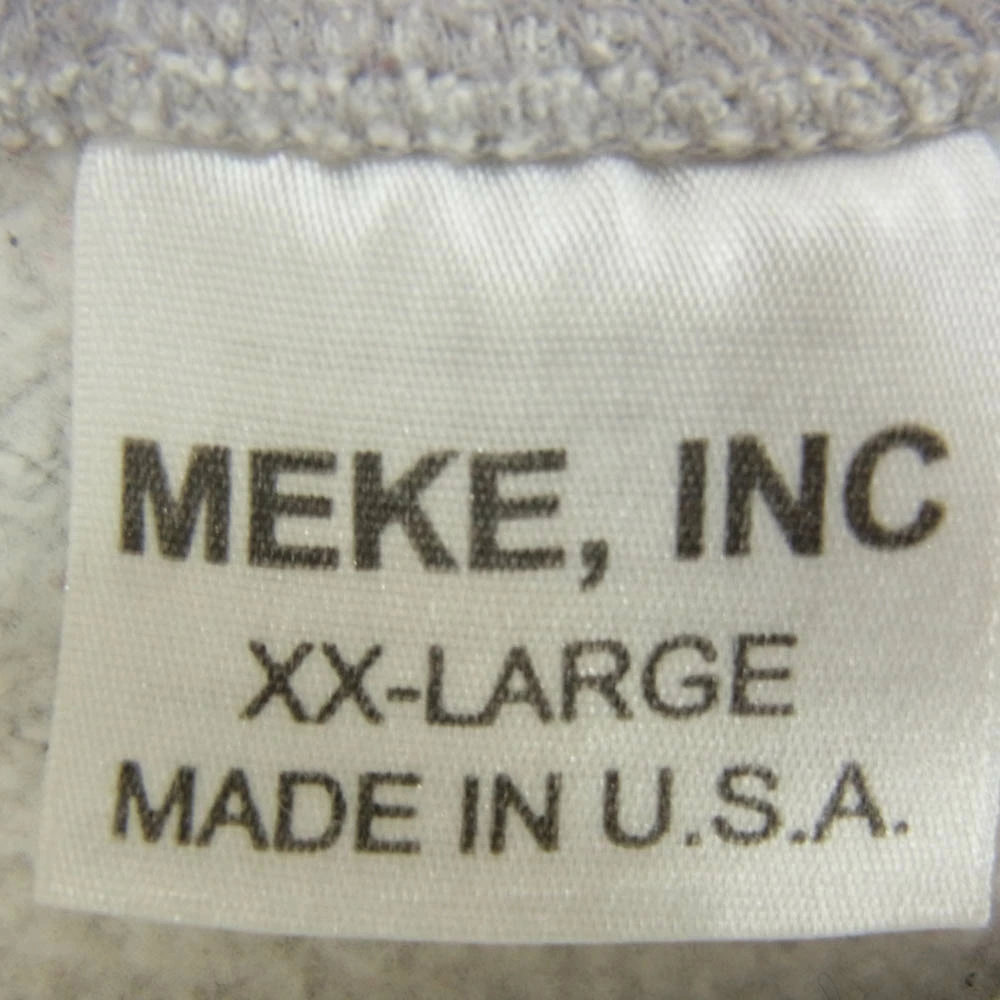 MEKE, INC
XX-LARGE
MADE IN U.S.A.